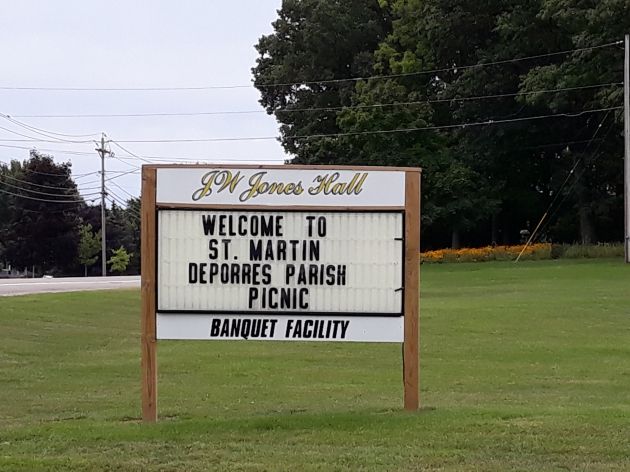 JW Jones Hall
WELCOME TO
ST. MARTIN
DEPORRES PARISH
PICNIC
BANQUET FACILITY